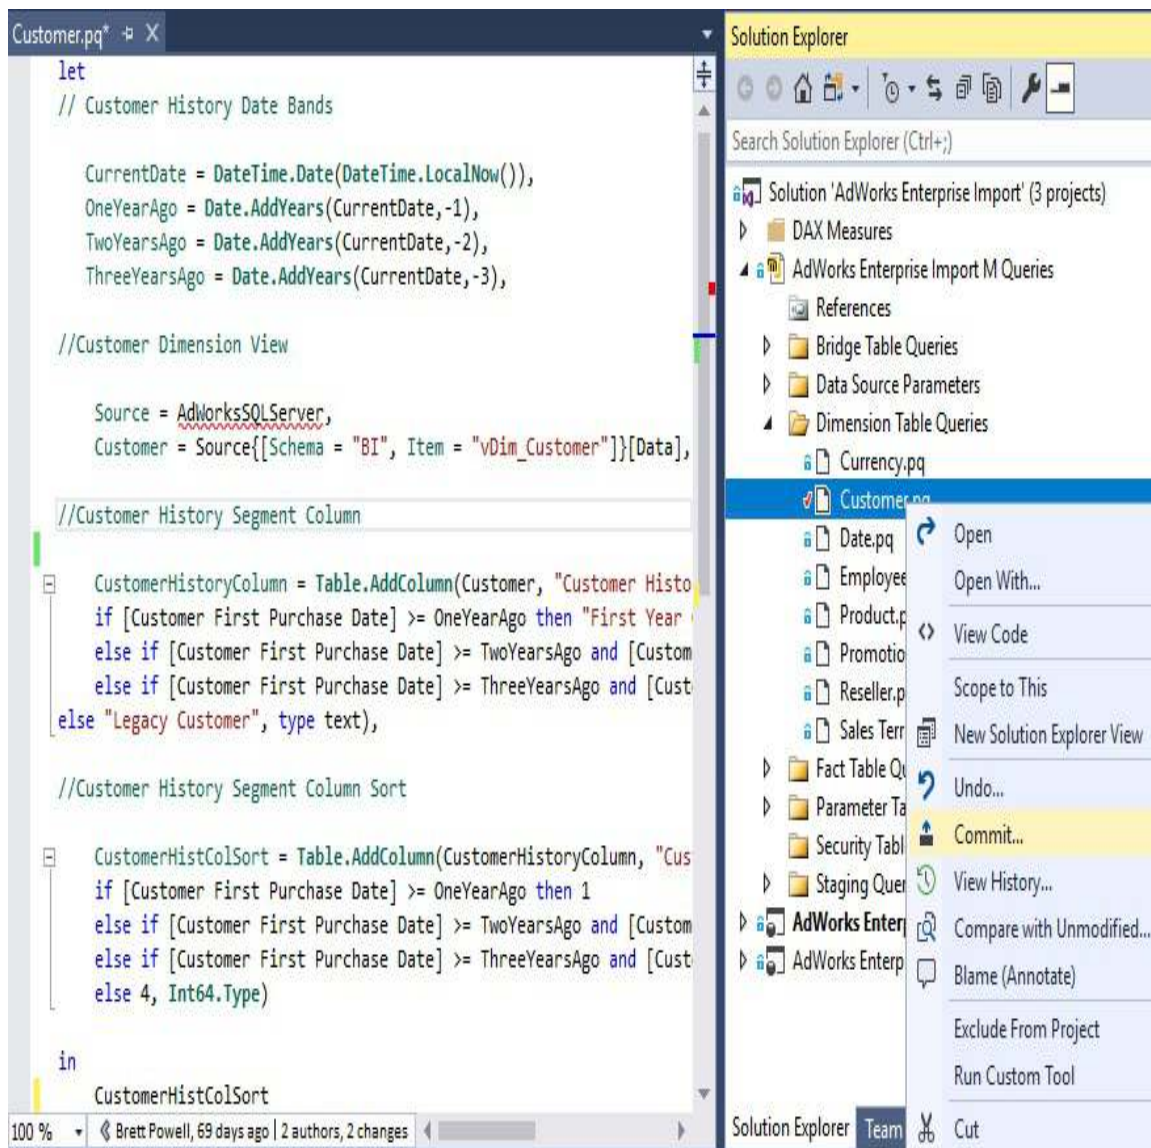 Customer.pq*
let
// Customer History Date Bands
CurrentDate = DateTime.Date(DateTime.LocalNow()),
OneYearAgo = Date.AddYears(CurrentDate,-1),
TwoYearsAgo = Date.AddYears(CurrentDate,-2),
ThreeYearsAgo = Date.AddYears(CurrentDate,-3),
//Customer Dimension View
Source = AdWorksSQLServer,
Customer = Source{[Schema = "BI", Item = "vDim_Customer"]}[Data],
//Customer History Segment Column
CustomerHistoryColumn = Table.AddColumn(Customer, "Customer Histo
if [Customer First Purchase Date] >= OneYearAgo then "First Year
else if [Customer First Purchase Date] >= TwoYearsAgo and [Custom
else if [Customer First Purchase Date] >= ThreeYearsAgo and [Cust
else "Legacy Customer", type text),
//Customer History Segment Column Sort
CustomerHistColSort = Table.AddColumn(CustomerHistoryColumn, "Cus
if [Customer First Purchase Date] >= OneYearAgo then 1
else if [Customer First Purchase Date] >= TwoYearsAgo and [Custom
else if [Customer First Purchase Date] >= ThreeYearsAgo and [Cust
else 4, Int64.Type)
in
CustomerHistColSort
100 %
Brett Powell, 69 days ago | 2 authors, 2 changes
Solution Explorer
Search Solution Explorer (Ctrl+;)
Solution 'AdWorks Enterprise Import' (3 projects)
DAX Measures
AdWorks Enterprise Import M Queries
References
Bridge Table Queries
Data Source Parameters
Dimension Table Queries
Currency.pq
Customer.pq
Date.pq
Employee
Product.p
Promotio
Reseller.p
Sales Terr
Fact Table Qu
Parameter Ta
Security Tabl
Staging Quer
AdWorks Enterp
AdWorks Enterp
Open
Open With...
View Code
Scope to This
New Solution Explorer View
Undo...
Commit...
View History...
Compare with Unmodified...
Blame (Annotate)
Exclude From Project
Run Custom Tool
Cut
Solution Explorer
Team